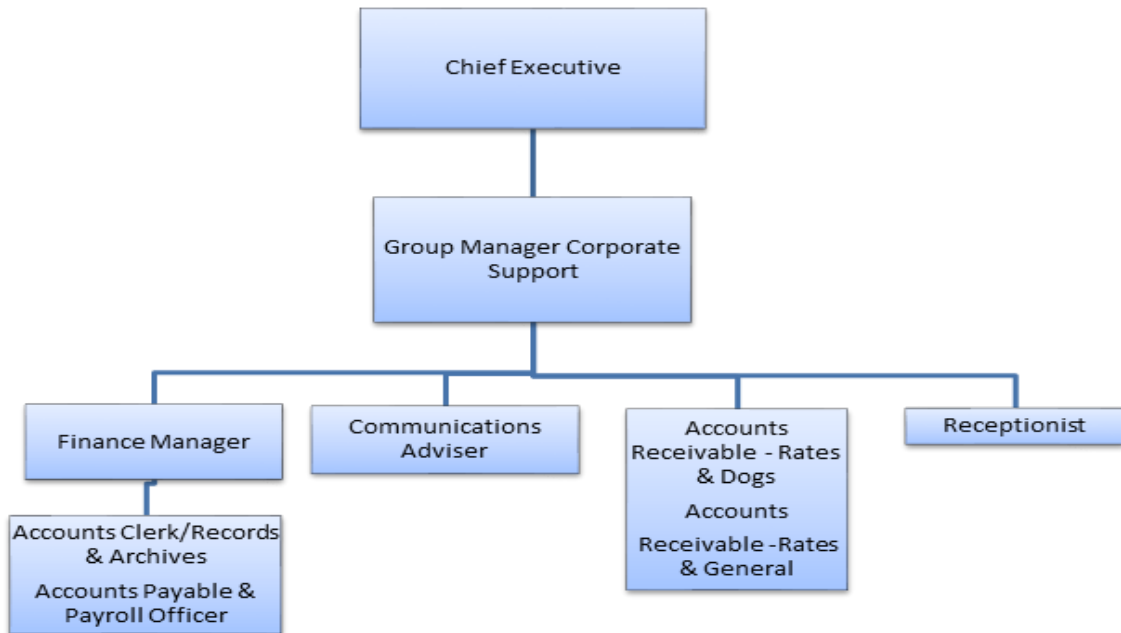 Chief Executive
Group Manager Corporate
Support
Finance Manager
Communications
Adviser
Accounts
Receivable - Rates
& Dogs
Accounts
Receivable -Rates
& General
Receptionist
Accounts Clerk/Records
& Archives
Accounts Payable &
Payroll Officer